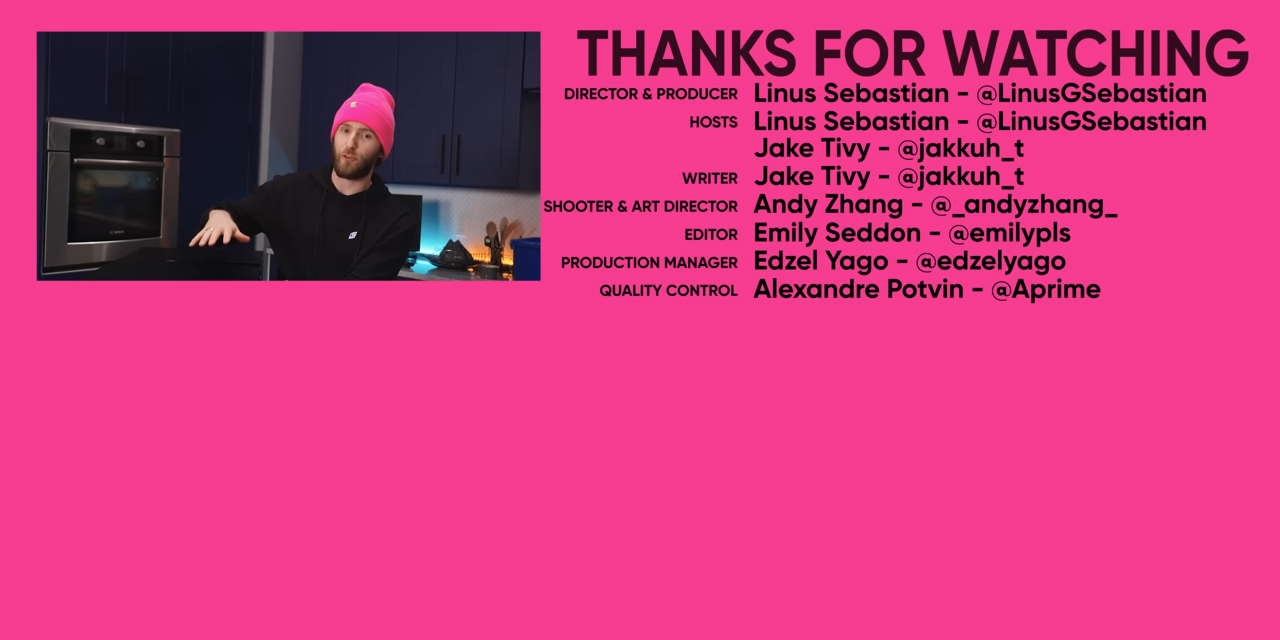 THANKS FOR WATCHING
DIRECTOR & PRODUCER Linus Sebastian - @LinusGSebastian
HOSTS Linus Sebastian - @LinusGSebastian
Jake Tivy - @jakkuh_t
WRITER Jake Tivy - @jakkuh_t
SHOOTER & ART DIRECTOR Andy Zhang - @_andyzhang_
EDITOR Emily Seddon - @emilypls
PRODUCTION MANAGER Edzel Yago - @edzelyago
QUALITY CONTROL Alexandre Potvin - @Aprime